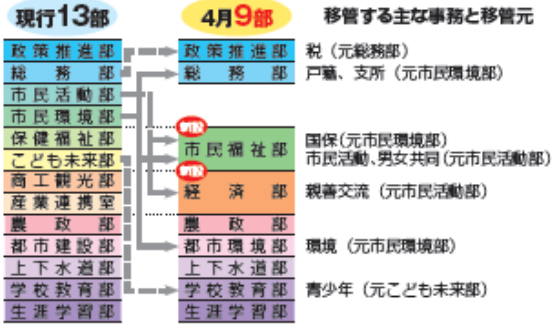 現行13部
4月9部
移管する主な事務と移管元
政策推進部
総務部
市民活動部
市民環境部
保健福祉部
こども未来部
商工観光部
産業連携室
農政部
都市建設部
上下水道部
学校教育部
生涯学習部
政策推進部
総務部
新設
市民福祉部
新設
経済部
農政部
都市環境部
上下水道部
学校教育部
生涯学習部
税（元総務部）
戸籍、支所（元市民環境部）
国保（元市民環境部）
市民活動、男女共同（元市民活動部）
親善交流（元市民活動部）
環境（元市民環境部）
青少年（元こども未来部）